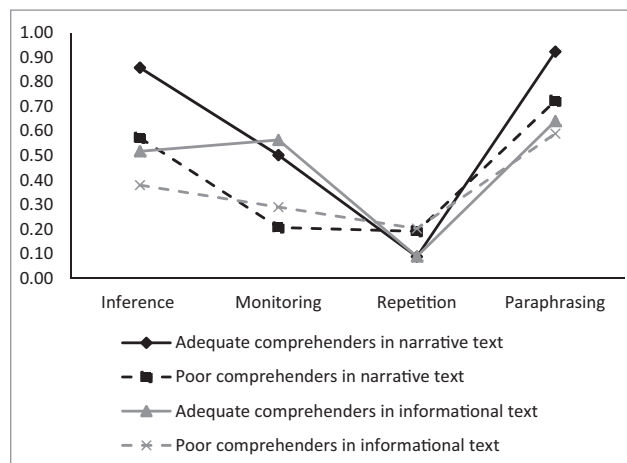 1.00
0.90
0.80
0.70
0.60
0.50
0.40
0.30
0.20
0.10
0.00
Inference Monitoring Repetition Paraphrasing
Adequate comprehenders in narrative text
Poor comprehenders in narrative text
Adequate comprehenders in informational text
Poor comprehenders in informational text